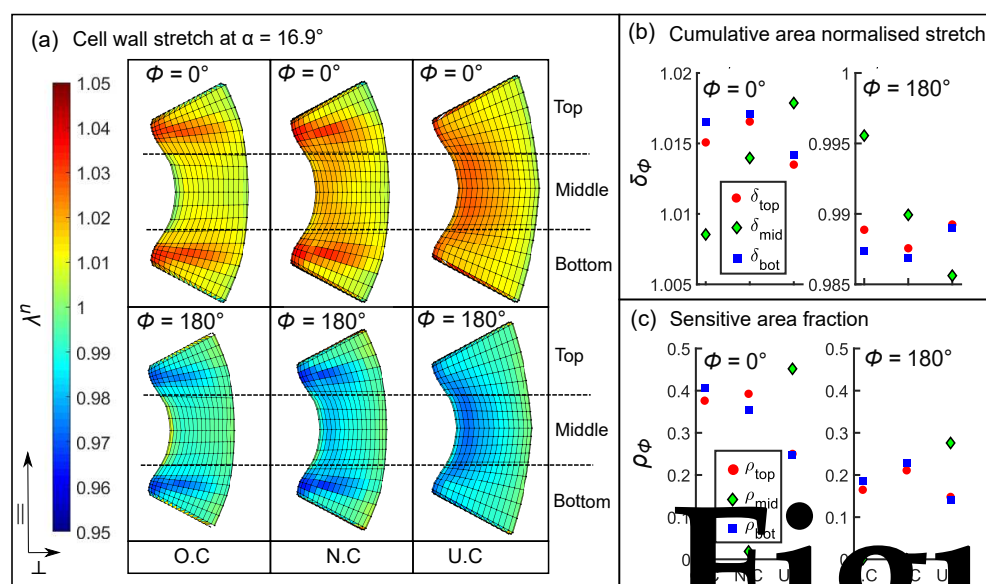 (a) Cell wall stretch at α = 16.9°
Φ = 0° Φ = 0° Φ = 0°
Top
Middle
Bottom
Φ = 180° Φ = 180° Φ = 180°
Top
Middle
Bottom
O.C N.C U.C
1.05
1.04
1.03
1.02
1.01
1
0.99
0.98
0.97
0.96
0.95
λⁿ
=
⊥
(b) Cumulative area normalised stretch
δΦ
1.02
1.015
1.01
1.005
Φ = 0°
δtop
δmid
δbot
1
0.995
0.99
0.985
Φ = 180°
(c) Sensitive area fraction
ρΦ
0.5
0.4
0.3
0.2
0.1
0
Φ = 0°
ρtop
ρmid
ρbot
N.C
0.5
0.4
0.3
0.2
0.1
Φ = 180°